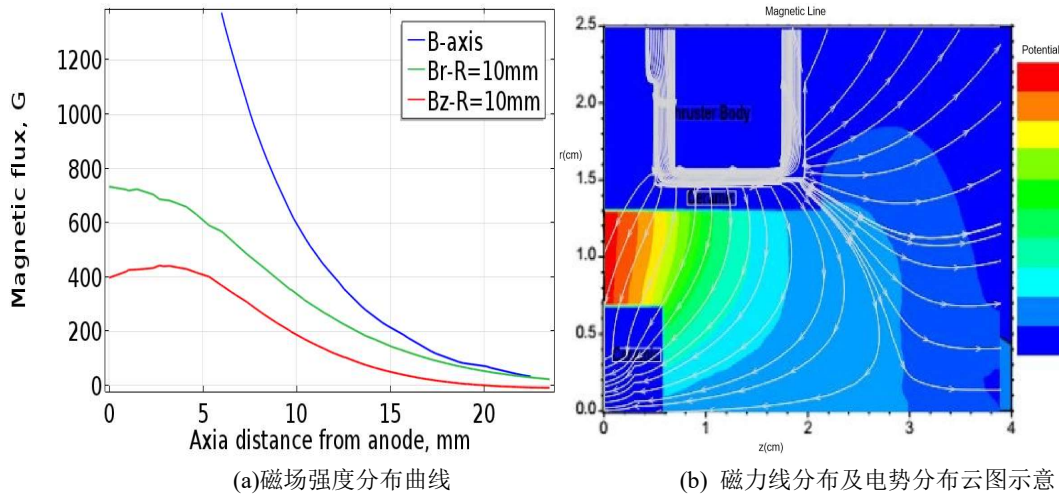 Magnetic flux, G
1200
1000
800
600
400
200
0
B-axis
Br-R=10mm
Bz-R=10mm
0
5
10
15
20
Axia distance from anode, mm
(a)磁场强度分布曲线
Magnetic Line
r(cm)
2.5
2.0
1.5
1.0
0.5
0.0
Thruster Body
0
1
2
3
4
z(cm)
Potential
(b) 磁力线分布及电势分布云图示意